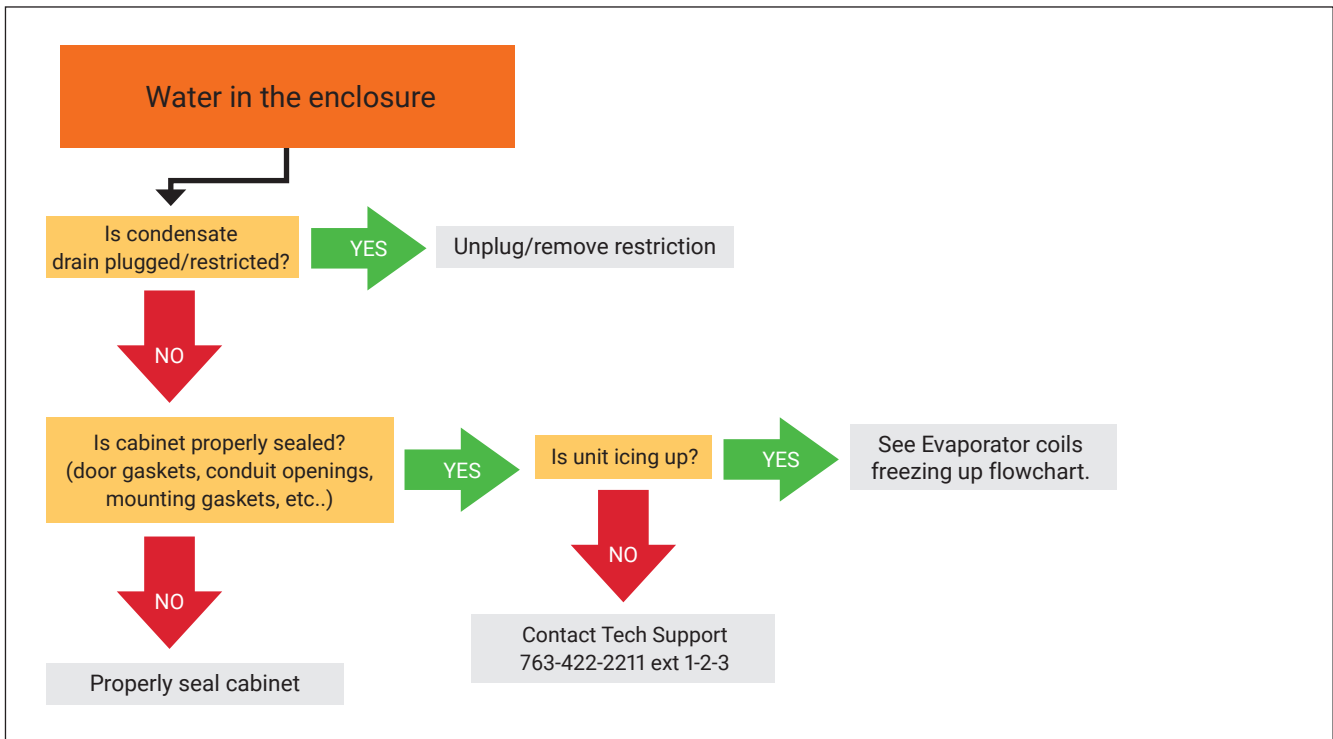 Water in the enclosure
Is condensate
drain plugged/restricted?
YES
Unplug/remove restriction
NO
Is cabinet properly sealed?
(door gaskets, conduit openings,
mounting gaskets, etc..)
YES
Is unit icing up?
YES
See Evaporator coils
freezing up flowchart.
NO
NO
Contact Tech Support
763-422-2211 ext 1-2-3
Properly seal cabinet